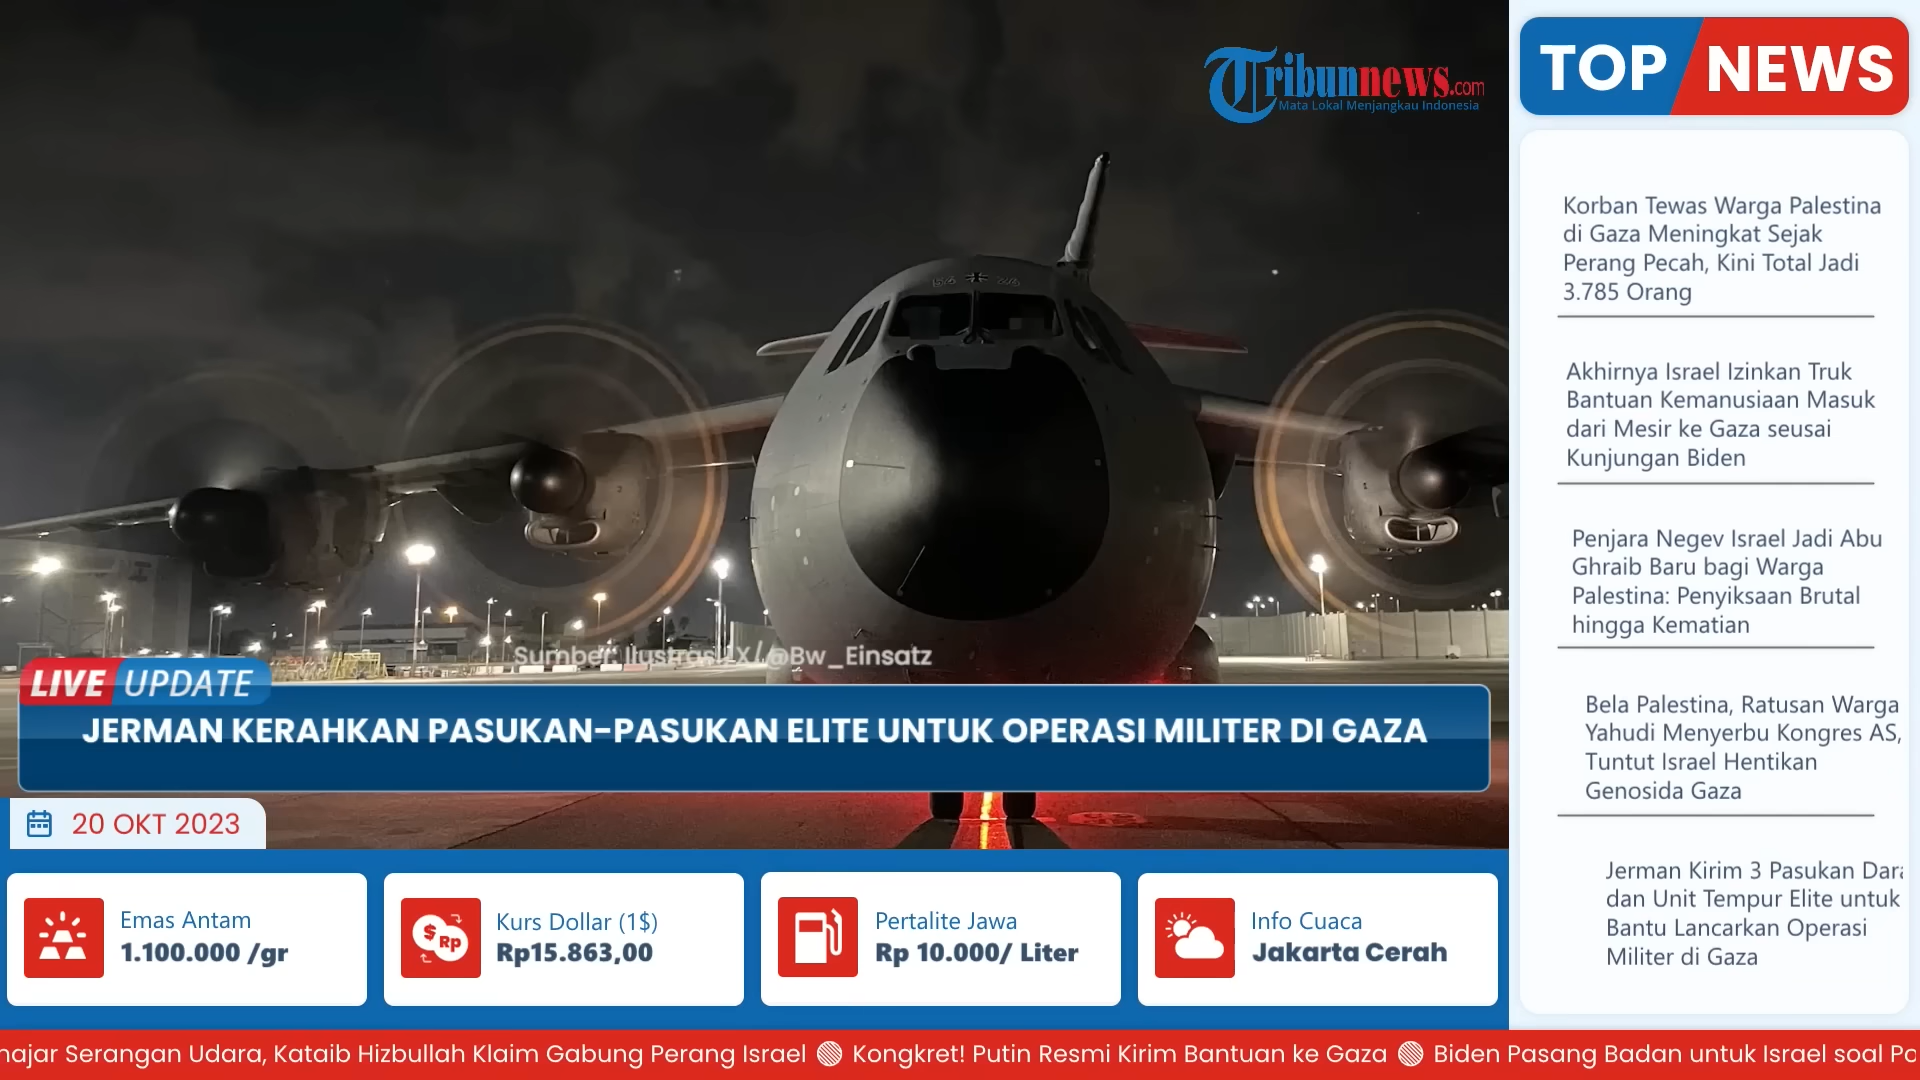 Tribunnews.com
Mata Lokal Menjangkau Indonesia
TOP NEWS
Korban Tewas Warga Palestina
di Gaza Meningkat Sejak
Perang Pecah, Kini Total Jadi
3.785 Orang
Akhirnya Israel Izinkan Truk
Bantuan Kemanusiaan Masuk
dari Mesir ke Gaza seusai
Kunjungan Biden
Penjara Negev Israel Jadi Abu
Ghraib Baru bagi Warga
Palestina: Penyiksaan Brutal
hingga Kematian
Bela Palestina, Ratusan Warga
Yahudi Menyerbu Kongres AS,
Tuntut Israel Hentikan
Genosida Gaza
Jerman Kirim 3 Pasukan Dara
dan Unit Tempur Elite untuk
Bantu Lancarkan Operasi
Militer di Gaza
Sumber: Ilustrasi X/@Bw_Einsatz
LIVE UPDATE
JERMAN KERAHKAN PASUKAN-PASUKAN ELITE UNTUK OPERASI MILITER DI GAZA
20 OKT 2023
Emas Antam
1.100.000 /gr
Kurs Dollar (1$)
Rp15.863,00
Pertalite Jawa
Rp 10.000/ Liter
Info Cuaca
Jakarta Cerah
najar Serangan Udara, Kataib Hizbullah Klaim Gabung Perang Israel Kongkret! Putin Resmi Kirim Bantuan ke Gaza Biden Pasang Badan untuk Israel soal